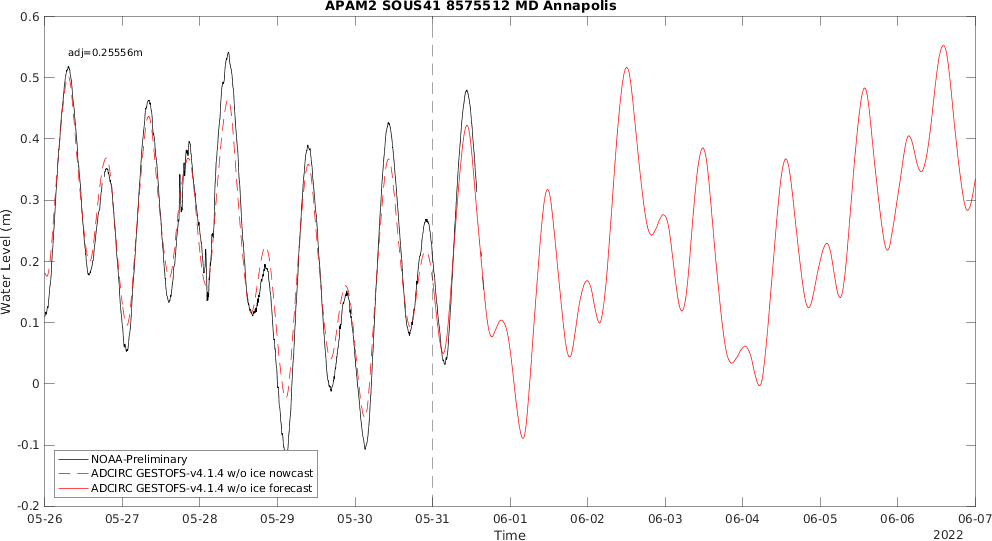 APAM2 SOUS41 8575512 MD Annapolis
adj=0.25556m
0.6
0.5
0.4
0.3
0.2
0.1
0
-0.1
-0.2
Water Level (m)
NOAA-Preliminary
ADCIRC GESTOFS-v4.1.4 w/o ice nowcast
ADCIRC GESTOFS-v4.1.4 w/o ice forecast
05-26 05-27 05-28 05-29 05-30 05-31 06-01 06-02 06-03 06-04 06-05 06-06 06-07
Time
2022